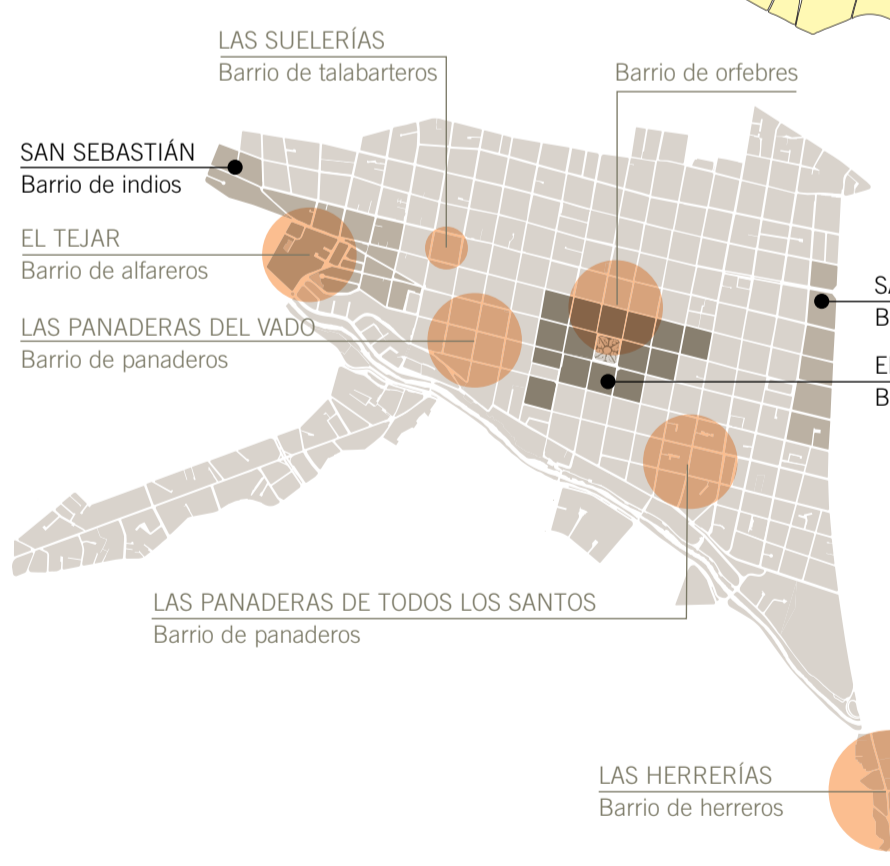 LAS SUELERÍAS
Barrio de talabarteros
Barrio de orfebres
SAN SEBASTIÁN
Barrio de indios
EL TEJAR
Barrio de alfareros
LAS PANADERAS DEL VADO
Barrio de panaderos
LAS PANADERAS DE TODOS LOS SANTOS
Barrio de panaderos
LAS HERRERÍAS
Barrio de herreros